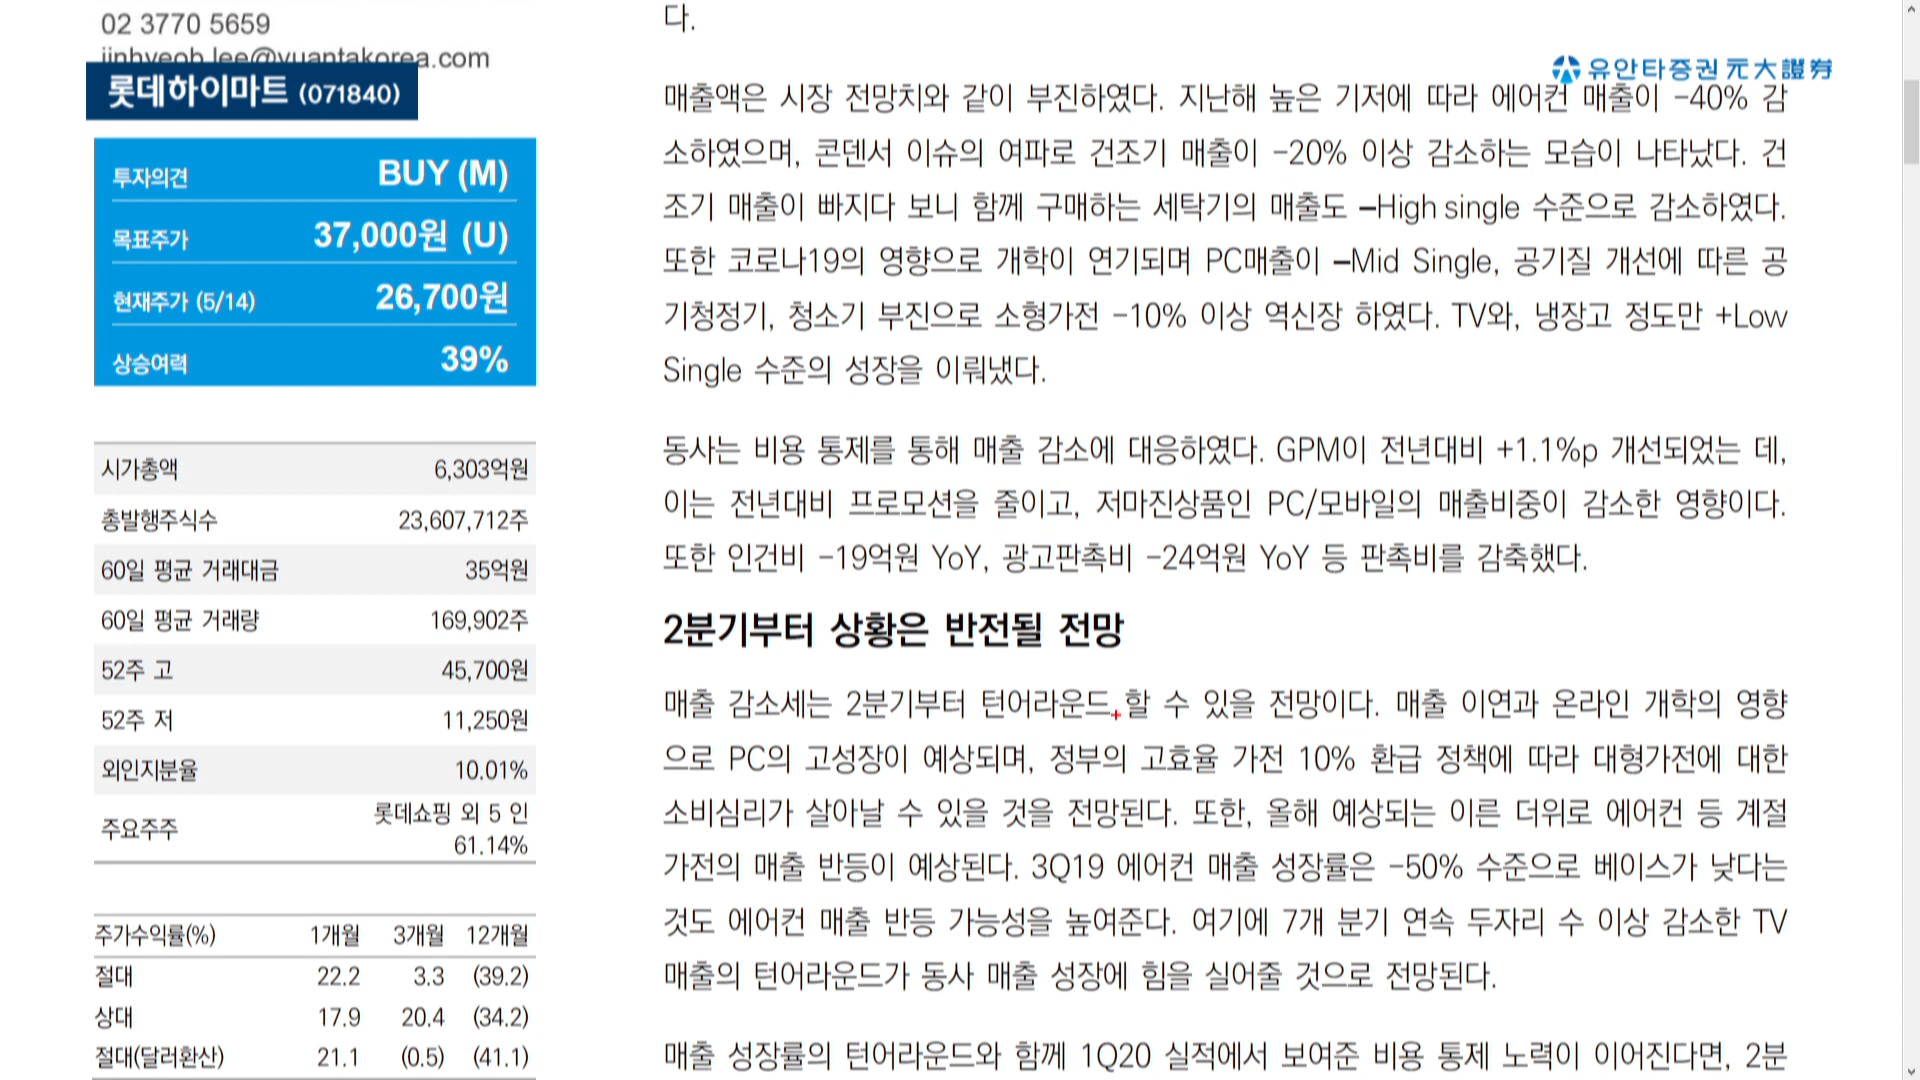 02 3770 5659
jinhyeob.lee@yuantakorea.com
롯데하이마트 (071840)
투자의견 BUY (M)
목표주가 37,000원 (U)
현재주가 (5/14) 26,700원
상승여력 39%
시가총액 6,303억원
총발행주식수 23,607,712주
60일 평균 거래대금 35억원
60일 평균 거래량 169,902주
52주 고 45,700원
52주 저 11,250원
외인지분율 10.01%
주요주주 롯데쇼핑 외 5 인
61.14%
주가수익률(%) 1개월 3개월 12개월
절대 22.2 3.3 (39.2)
상대 17.9 20.4 (34.2)
절대(달러환산) 21.1 (0.5) (41.1)
유안타증권 元大證券
다.
매출액은 시장 전망치와 같이 부진하였다. 지난해 높은 기저에 따라 에어컨 매출이 -40% 감
소하였으며, 콘덴서 이슈의 여파로 건조기 매출이 -20% 이상 감소하는 모습이 나타났다. 건
조기 매출이 빠지다 보니 함께 구매하는 세탁기의 매출도 –High single 수준으로 감소하였다.
또한 코로나19의 영향으로 개학이 연기되며 PC매출이 –Mid Single, 공기질 개선에 따른 공
기청정기, 청소기 부진으로 소형가전 -10% 이상 역신장 하였다. TV와, 냉장고 정도만 +Low
Single 수준의 성장을 이뤄냈다.
동사는 비용 통제를 통해 매출 감소에 대응하였다. GPM이 전년대비 +1.1%p 개선되었는 데,
이는 전년대비 프로모션을 줄이고, 저마진상품인 PC/모바일의 매출비중이 감소한 영향이다.
또한 인건비 -19억원 YoY, 광고판촉비 -24억원 YoY 등 판촉비를 감축했다.
2분기부터 상황은 반전될 전망
매출 감소세는 2분기부터 턴어라운드 할 수 있을 전망이다. 매출 이연과 온라인 개학의 영향
으로 PC의 고성장이 예상되며, 정부의 고효율 가전 10% 환급 정책에 따라 대형가전에 대한
소비심리가 살아날 수 있을 것을 전망된다. 또한, 올해 예상되는 이른 더위로 에어컨 등 계절
가전의 매출 반등이 예상된다. 3Q19 에어컨 매출 성장률은 -50% 수준으로 베이스가 낮다는
것도 에어컨 매출 반등 가능성을 높여준다. 여기에 7개 분기 연속 두자리 수 이상 감소한 TV
매출의 턴어라운드가 동사 매출 성장에 힘을 실어줄 것으로 전망된다.
매출 성장률의 턴어라운드와 함께 1Q20 실적에서 보여준 비용 통제 노력이 이어진다면, 2분